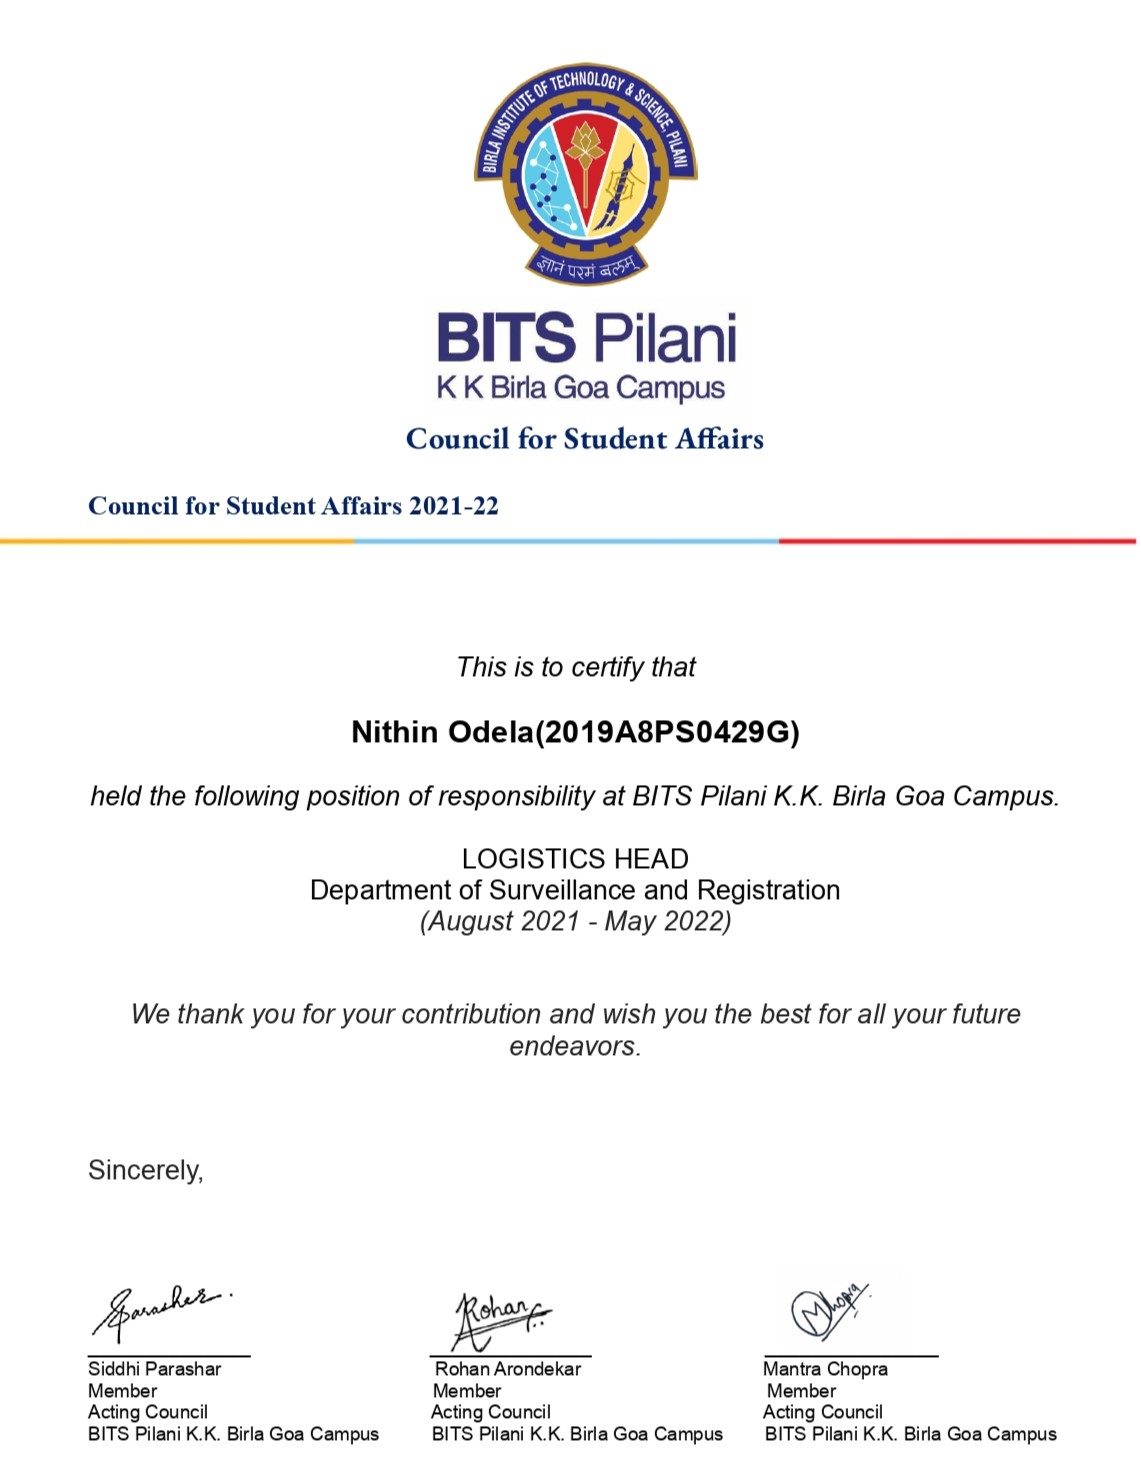 BIRLA INSTITUTE OF TECHNOLOGY & SCIENCE, PILANI
ज्ञानं परमं बलम्
BITS Pilani
K K Birla Goa Campus
Council for Student Affairs
Council for Student Affairs 2021-22
This is to certify that
Nithin Odela(2019A8PS0429G)
held the following position of responsibility at BITS Pilani K.K. Birla Goa Campus.
LOGISTICS HEAD
Department of Surveillance and Registration
(August 2021 - May 2022)
We thank you for your contribution and wish you the best for all your future
endeavors.
Sincerely,
Sparashar.
Rohan
MChopra
Siddhi Parashar
Member
Acting Council
BITS Pilani K.K. Birla Goa Campus
Rohan Arondekar
Member
Acting Council
BITS Pilani K.K. Birla Goa Campus
Mantra Chopra
Member
Acting Council
BITS Pilani K.K. Birla Goa Campus